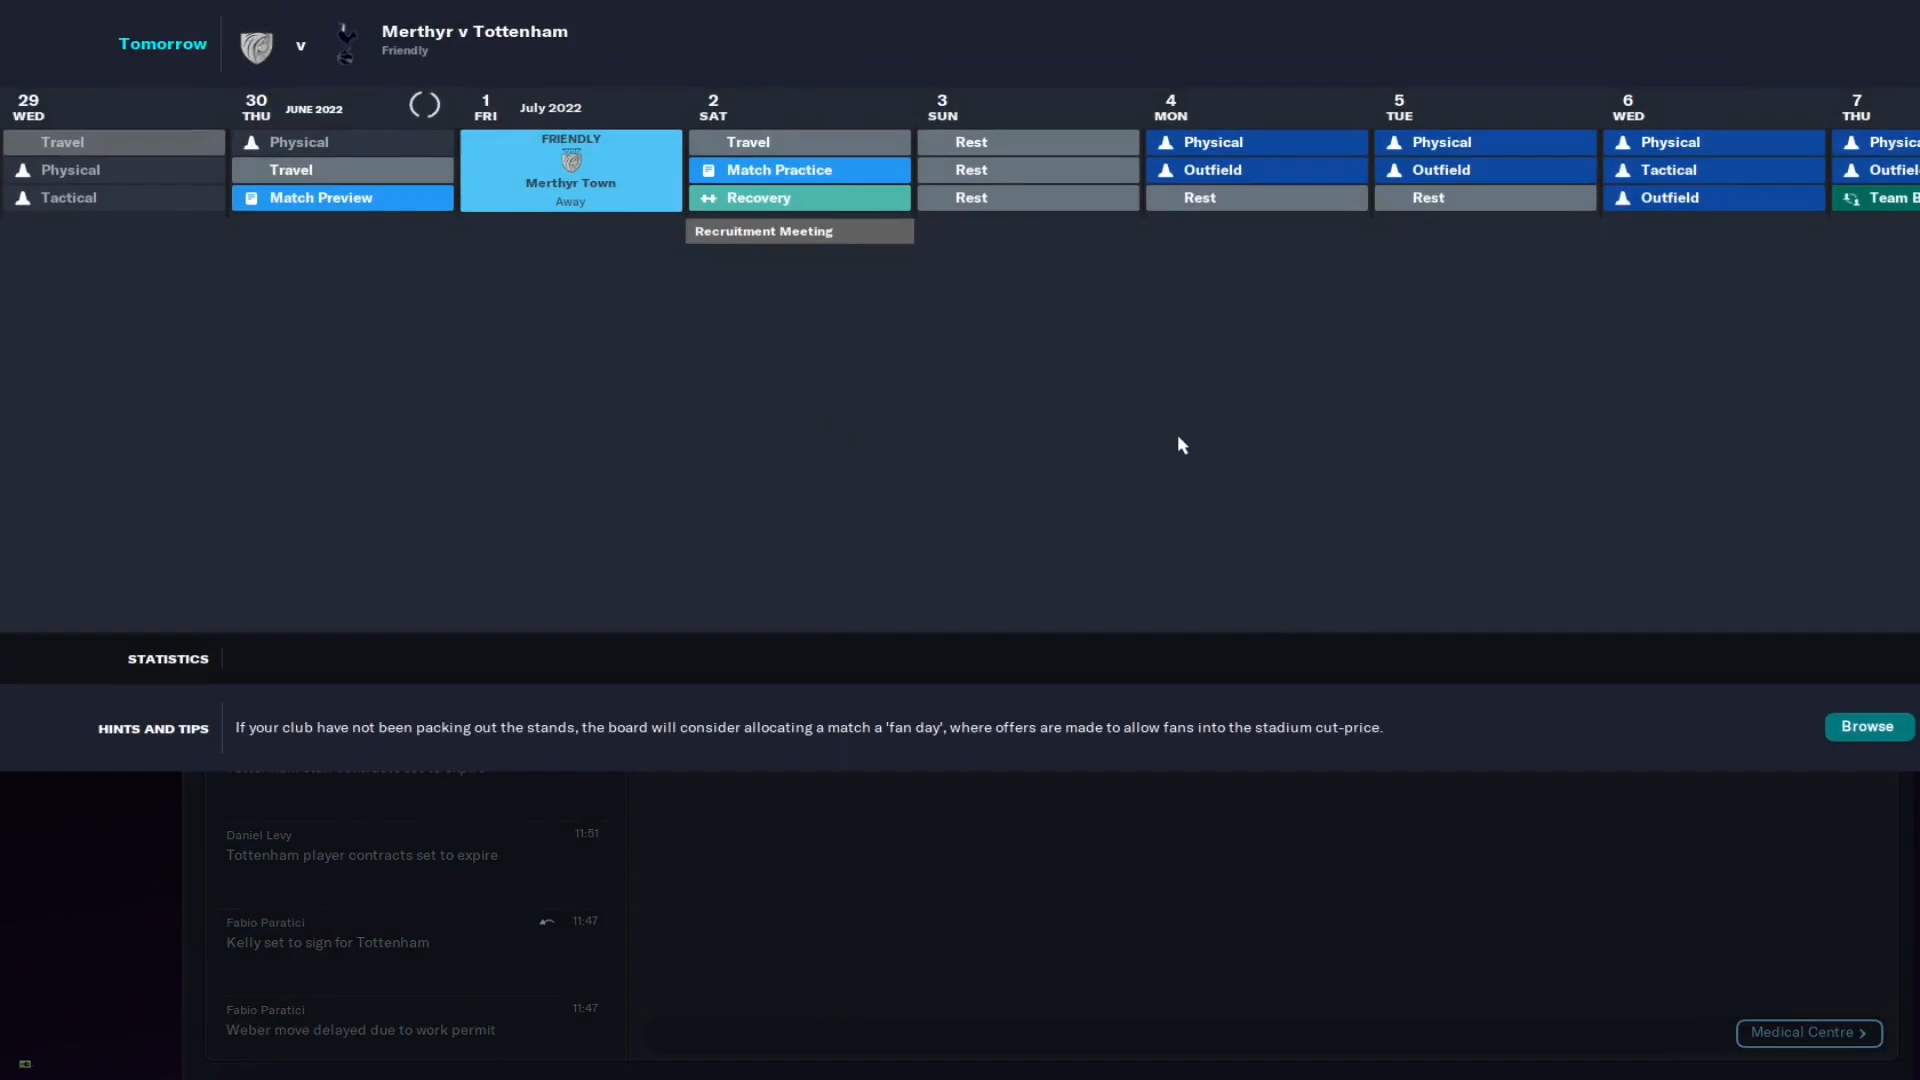 Tomorrow
v
Merthyr v Tottenham
Friendly
29 WED
30 THU JUNE 2022
1 FRI July 2022
2 SAT
3 SUN
4 MON
5 TUE
6 WED
7 THU
Travel
Physical
Tactical
Physical
Travel
Match Preview
FRIENDLY
Merthyr Town
Away
Travel
Match Practice
Recovery
Recruitment Meeting
Rest
Rest
Rest
Physical
Outfield
Rest
Physical
Outfield
Rest
Physical
Tactical
Outfield
Physica
Outfiel
Team B
STATISTICS
HINTS AND TIPS
If your club have not been packing out the stands, the board will consider allocating a match a 'fan day', where offers are made to allow fans into the stadium cut-price.
Browse
Tottenham staff contracts set to expire
Daniel Levy 11:51
Tottenham player contracts set to expire
Fabio Paratici 11:47
Kelly set to sign for Tottenham
Fabio Paratici 11:47
Weber move delayed due to work permit
Medical Centre >